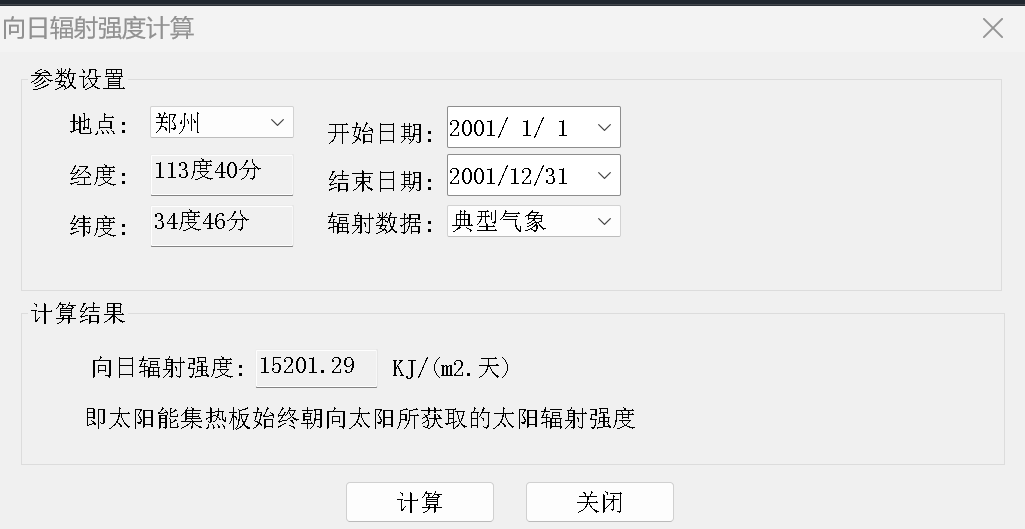 向日辐射强度计算
参数设置
地点: 郑州
开始日期: 2001/ 1/ 1
经度: 113度40分
结束日期: 2001/12/31
纬度: 34度46分
辐射数据: 典型气象
计算结果
向日辐射强度: 15201.29 KJ/(m2.天)
即太阳能集热板始终朝向太阳所获取的太阳辐射强度
计算
关闭